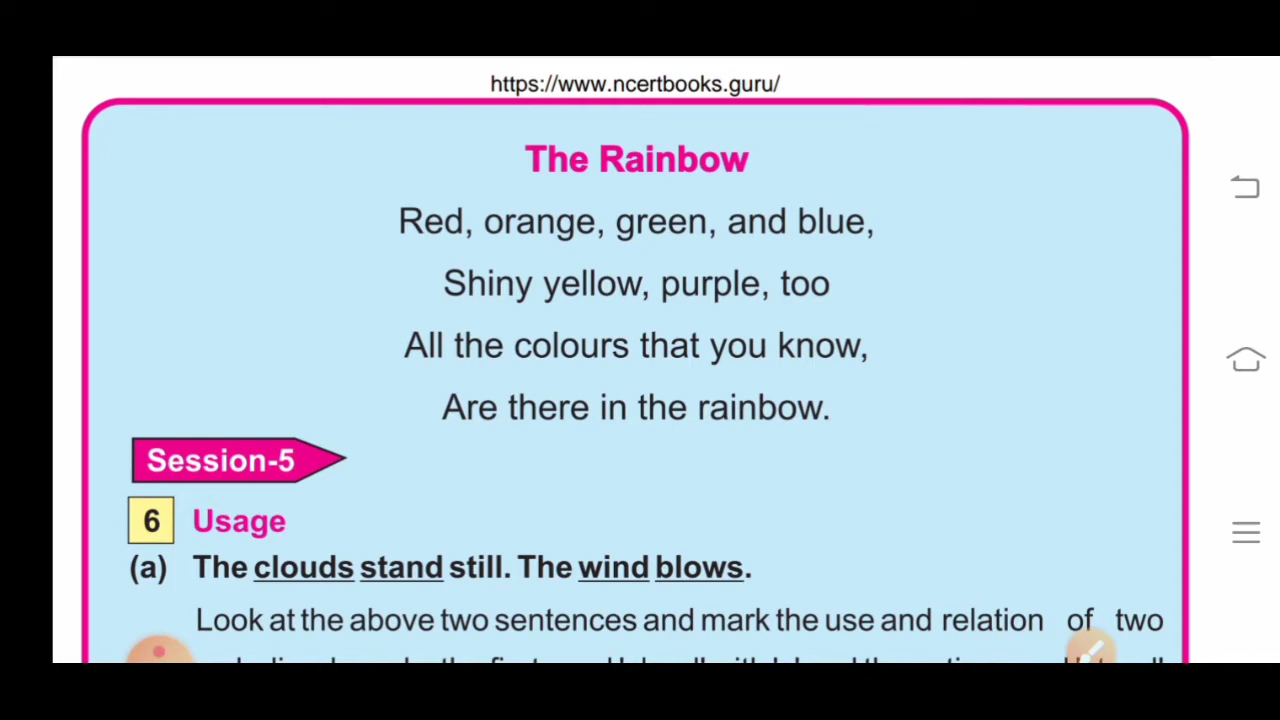 https://www.ncertbooks.guru/
The Rainbow
Red, orange, green, and blue,
Shiny yellow, purple, too
All the colours that you know,
Are there in the rainbow.
Session-5
6 Usage
(a) The clouds stand still. The wind blows.
Look at the above two sentences and mark the use and relation of two